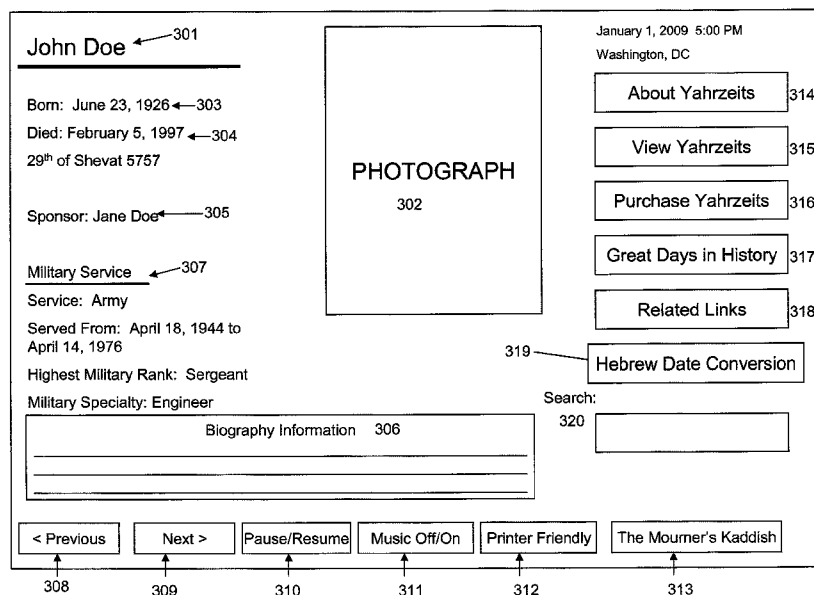 John Doe 301
Born: June 23, 1926 303
Died: February 5, 1997 304
29th of Shevat 5757
Sponsor: Jane Doe 305
Military Service 307
Service: Army
Served From: April 18, 1944 to
April 14, 1976
Highest Military Rank: Sergeant
Military Specialty: Engineer
PHOTOGRAPH
302
January 1, 2009 5:00 PM
Washington, DC
About Yahrzeits 314
View Yahrzeits 315
Purchase Yahrzeits 316
Great Days in History 317
Related Links 318
319 Hebrew Date Conversion
Search:
320
Biography Information 306
< Previous Next > Pause/Resume Music Off/On Printer Friendly The Mourner's Kaddish
308 309 310 311 312 313